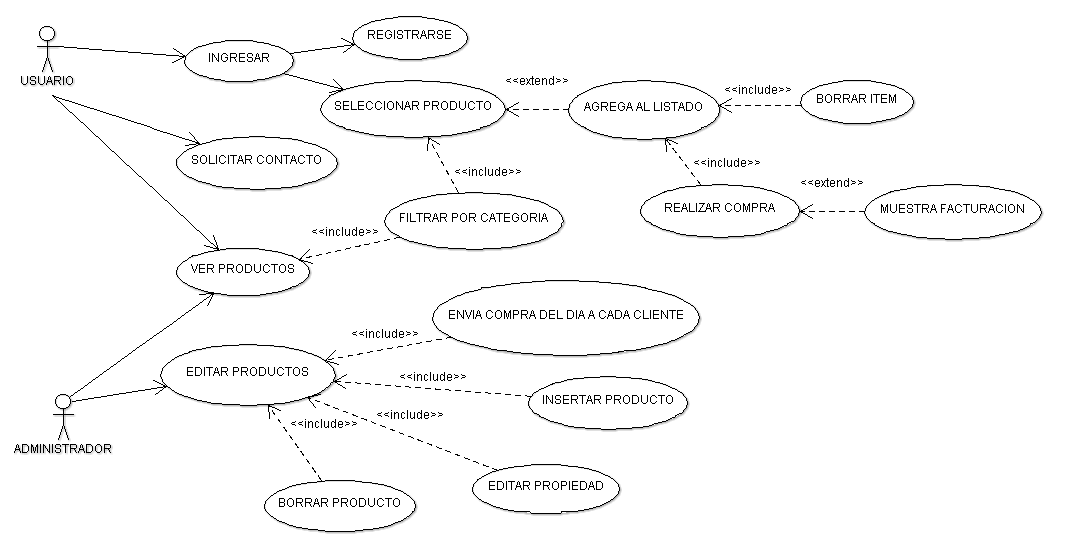 REGISTRARSE
INGRESAR
USUARIO
<<extend>>
<<include>>
SELECCIONAR PRODUCTO
AGREGA AL LISTADO
BORRAR ITEM
SOLICITAR CONTACTO
<<include>>
<<include>>
<<extend>>
FILTRAR POR CATEGORIA
REALIZAR COMPRA
MUESTRA FACTURACION
<<include>>
VER PRODUCTOS
ENVIA COMPRA DEL DIA A CADA CLIENTE
<<include>>
EDITAR PRODUCTOS
<<include>>
INSERTAR PRODUCTO
<<include>>
<<include>>
ADMINISTRADOR
EDITAR PROPIEDAD
BORRAR PRODUCTO